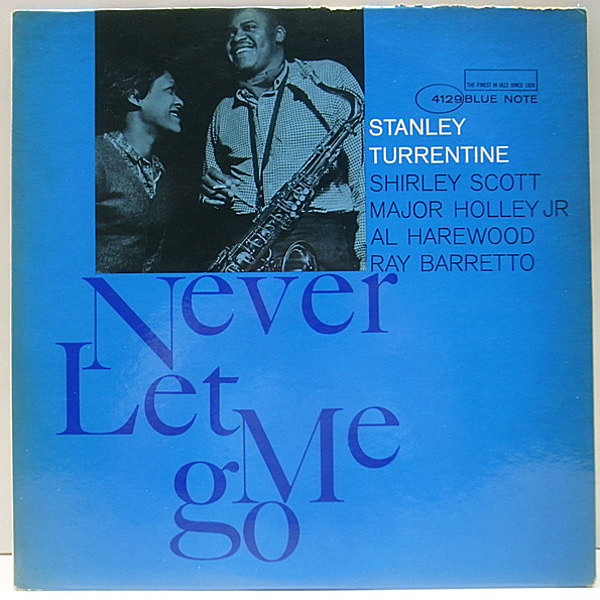 THE FINEST IN JAZZ SINCE 1939
4129 BLUE NOTE
STANLEY
TURRENTINE
SHIRLEY SCOTT
MAJOR HOLLEY JR
AL HAREWOOD
RAY BARRETTO
Never
Let Me
go